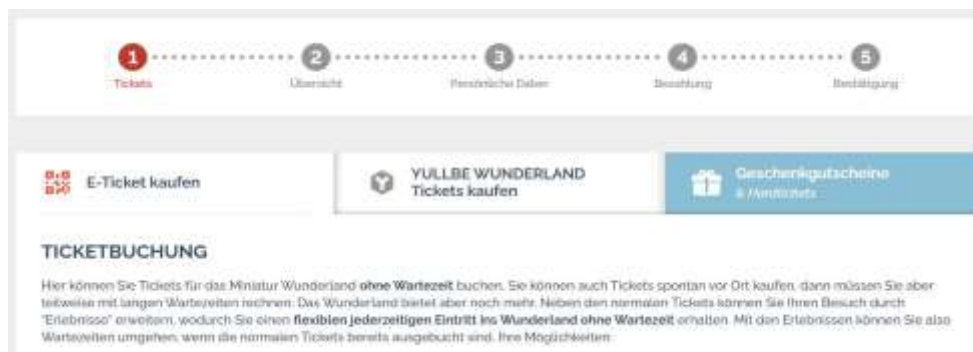 1 2 3 4 5
Tickets Übersicht Persönliche Daten Bezahlung Bestätigung
E-Ticket kaufen
YULLBE WUNDERLAND
Tickets kaufen
Geschenkgutscheine
&
TICKETBUCHUNG
Hier können Sie Tickets für das Miniatur Wunderland ohne Wartezeit buchen. Sie können auch Tickets spontan vor Ort kaufen, dann müssen Sie aber
teilweise mit langen Wartezeiten rechnen. Das Wunderland bietet aber noch mehr. Neben den normalen Tickets können Sie Ihren Besuch durch
"Erlebnisse" erweitern, wodurch Sie einen flexiblen jederzeitigen Eintritt ins Wunderland ohne Wartezeit erhalten. Mit den Erlebnissen können Sie also
Wartezeiten umgehen, wenn die normalen Tickets bereits ausgebucht sind. Ihre Möglichkeiten: